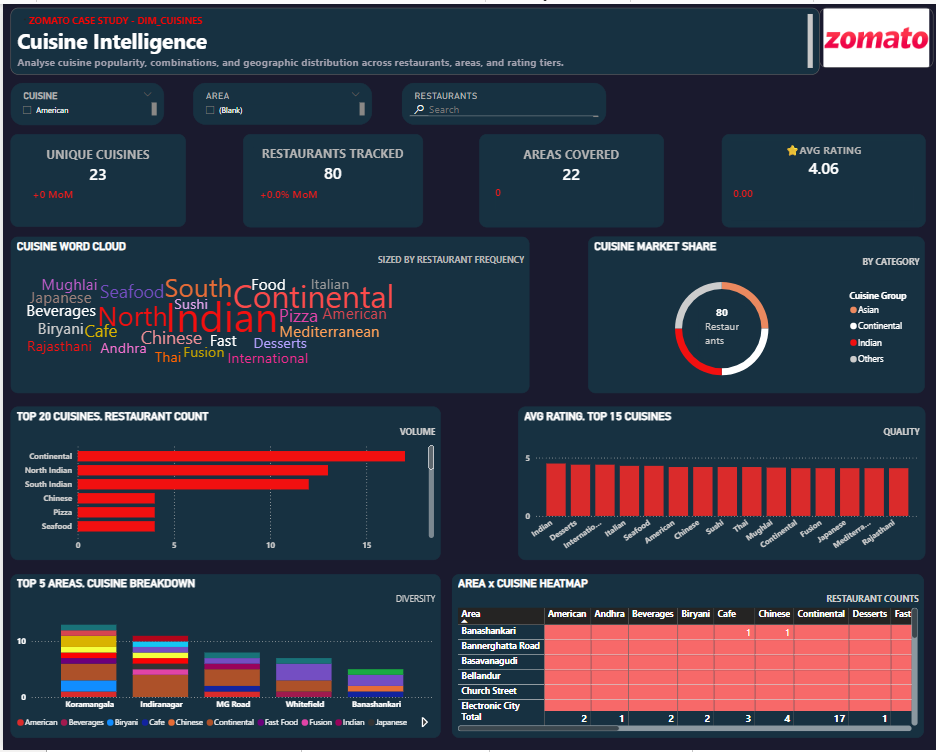 ZOMATO CASE STUDY - DIM_CUISINES
Cuisine Intelligence
Analyse cuisine popularity, combinations, and geographic distribution across restaurants, areas, and rating tiers.
zomato
CUISINE
American
AREA
(Blank)
RESTAURANTS
Search
UNIQUE CUISINES
23
+0 MoM
RESTAURANTS TRACKED
80
+0.0% MoM
AREAS COVERED
22
0
AVG RATING
4.06
0.00
CUISINE WORD CLOUD
SIZED BY RESTAURANT FREQUENCY
Mughlai
Seafood
South
Food
Italian
Japanese
Sushi
Continental
Beverages
North
Indian
Pizza
American
Biryani
Cafe
Chinese
Fast
Mediterranean
Rajasthani
Andhra
Desserts
Thai
Fusion
International
CUISINE MARKET SHARE
BY CATEGORY
80
Restaur
ants
Cuisine Group
Asian
Continental
Indian
Others
TOP 20 CUISINES. RESTAURANT COUNT
VOLUME
Continental
North Indian
South Indian
Chinese
Pizza
Seafood
0 5 10 15
AVG RATING. TOP 15 CUISINES
QUALITY
5
0
Indian Desserts Internatio... Italian Seafood American Chinese Sushi Thai Mughlai Continental Fusion Japanese Mediterra... Rajasthani
TOP 5 AREAS. CUISINE BREAKDOWN
DIVERSITY
10
0
Koramangala Indiranagar MG Road Whitefield Banashankari
American Beverages Biryani Cafe Chinese Continental Fast Food Fusion Indian Japanese
AREA x CUISINE HEATMAP
RESTAURANT COUNTS
Area American Andhra Beverages Biryani Cafe Chinese Continental Desserts Fast
Banashankari 1 1
Bannerghatta Road
Basavanagudi
Bellandur
Church Street
Electronic City
Total 2 1 2 2 3 4 17 1